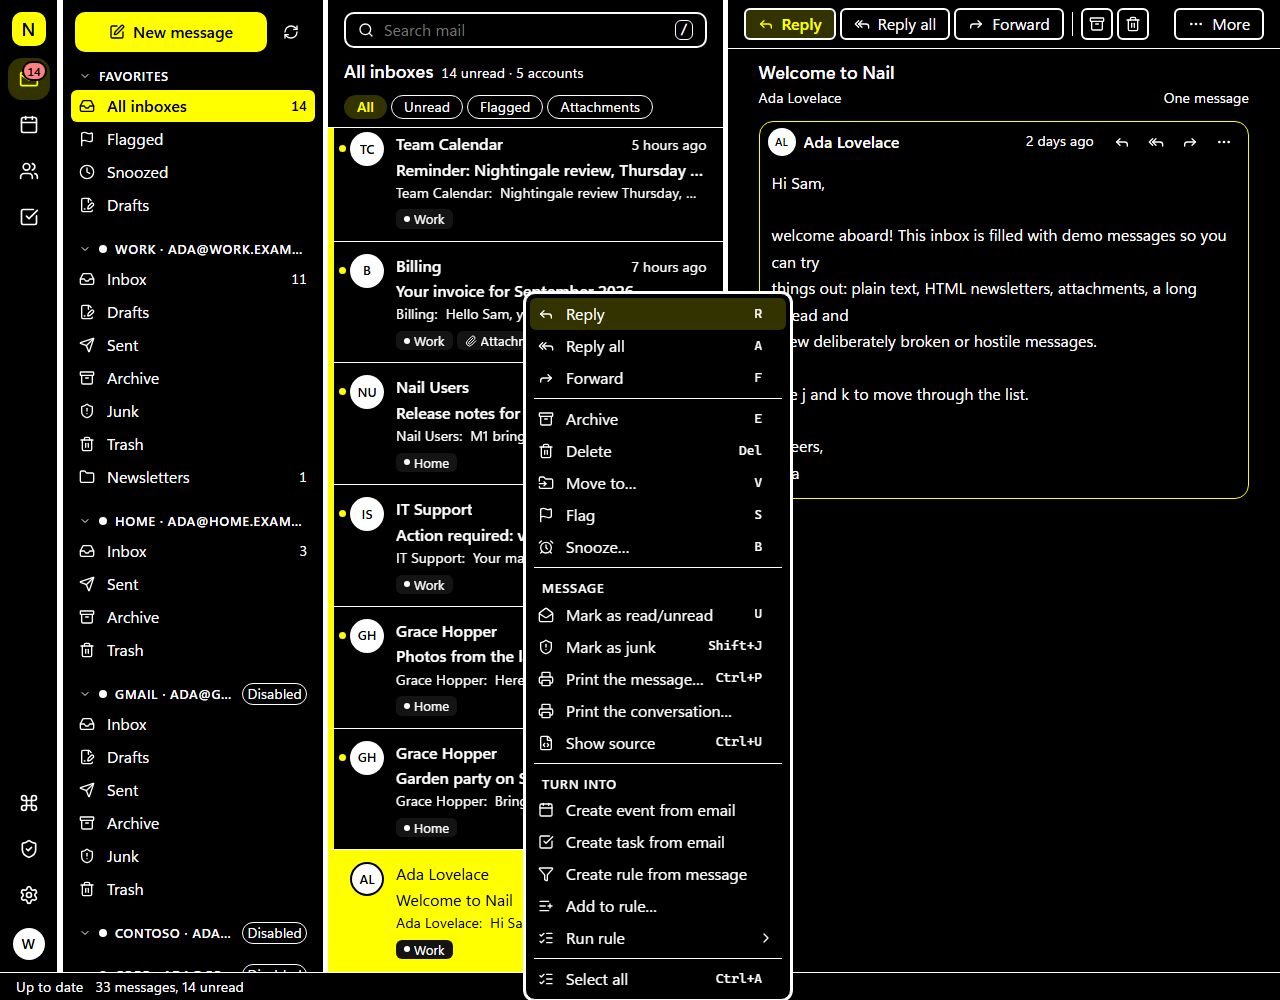 N
14
W
New message
FAVORITES
All inboxes 14
Flagged
Snoozed
Drafts
WORK · ADA@WORK.EXAM...
Inbox 11
Drafts
Sent
Archive
Junk
Trash
Newsletters 1
HOME · ADA@HOME.EXAM...
Inbox 3
Sent
Archive
Trash
GMAIL · ADA@G... Disabled
Inbox
Drafts
Sent
Archive
Junk
Trash
CONTOSO · ADA... Disabled
Search mail /
All inboxes 14 unread · 5 accounts
All Unread Flagged Attachments
TC Team Calendar 5 hours ago
Reminder: Nightingale review, Thursday ...
Team Calendar: Nightingale review Thursday, ...
Work
B Billing 7 hours ago
Your invoice for September 2026
Billing: Hello Sam, y
Work Attachm
NU Nail Users
Release notes for
Nail Users: M1 bring
Home
IS IT Support
Action required: v
IT Support: Your ma
Work
GH Grace Hopper
Photos from the l
Grace Hopper: Here
Home
GH Grace Hopper
Garden party on S
Grace Hopper: Bring
Home
AL Ada Lovelace
Welcome to Nail
Ada Lovelace: Hi Sa
Work
Reply R
Reply all A
Forward F
Archive E
Delete Del
Move to... V
Flag S
Snooze... B
MESSAGE
Mark as read/unread U
Mark as junk Shift+J
Print the message... Ctrl+P
Print the conversation...
Show source Ctrl+U
TURN INTO
Create event from email
Create task from email
Create rule from message
Add to rule...
Run rule
Select all Ctrl+A
Reply Reply all Forward More
Welcome to Nail
Ada Lovelace One message
AL Ada Lovelace 2 days ago
Hi Sam,
welcome aboard! This inbox is filled with demo messages so you
can try
things out: plain text, HTML newsletters, attachments, a long
ead and
ew deliberately broken or hostile messages.
e j and k to move through the list.
eers,
a
Up to date 33 messages, 14 unread